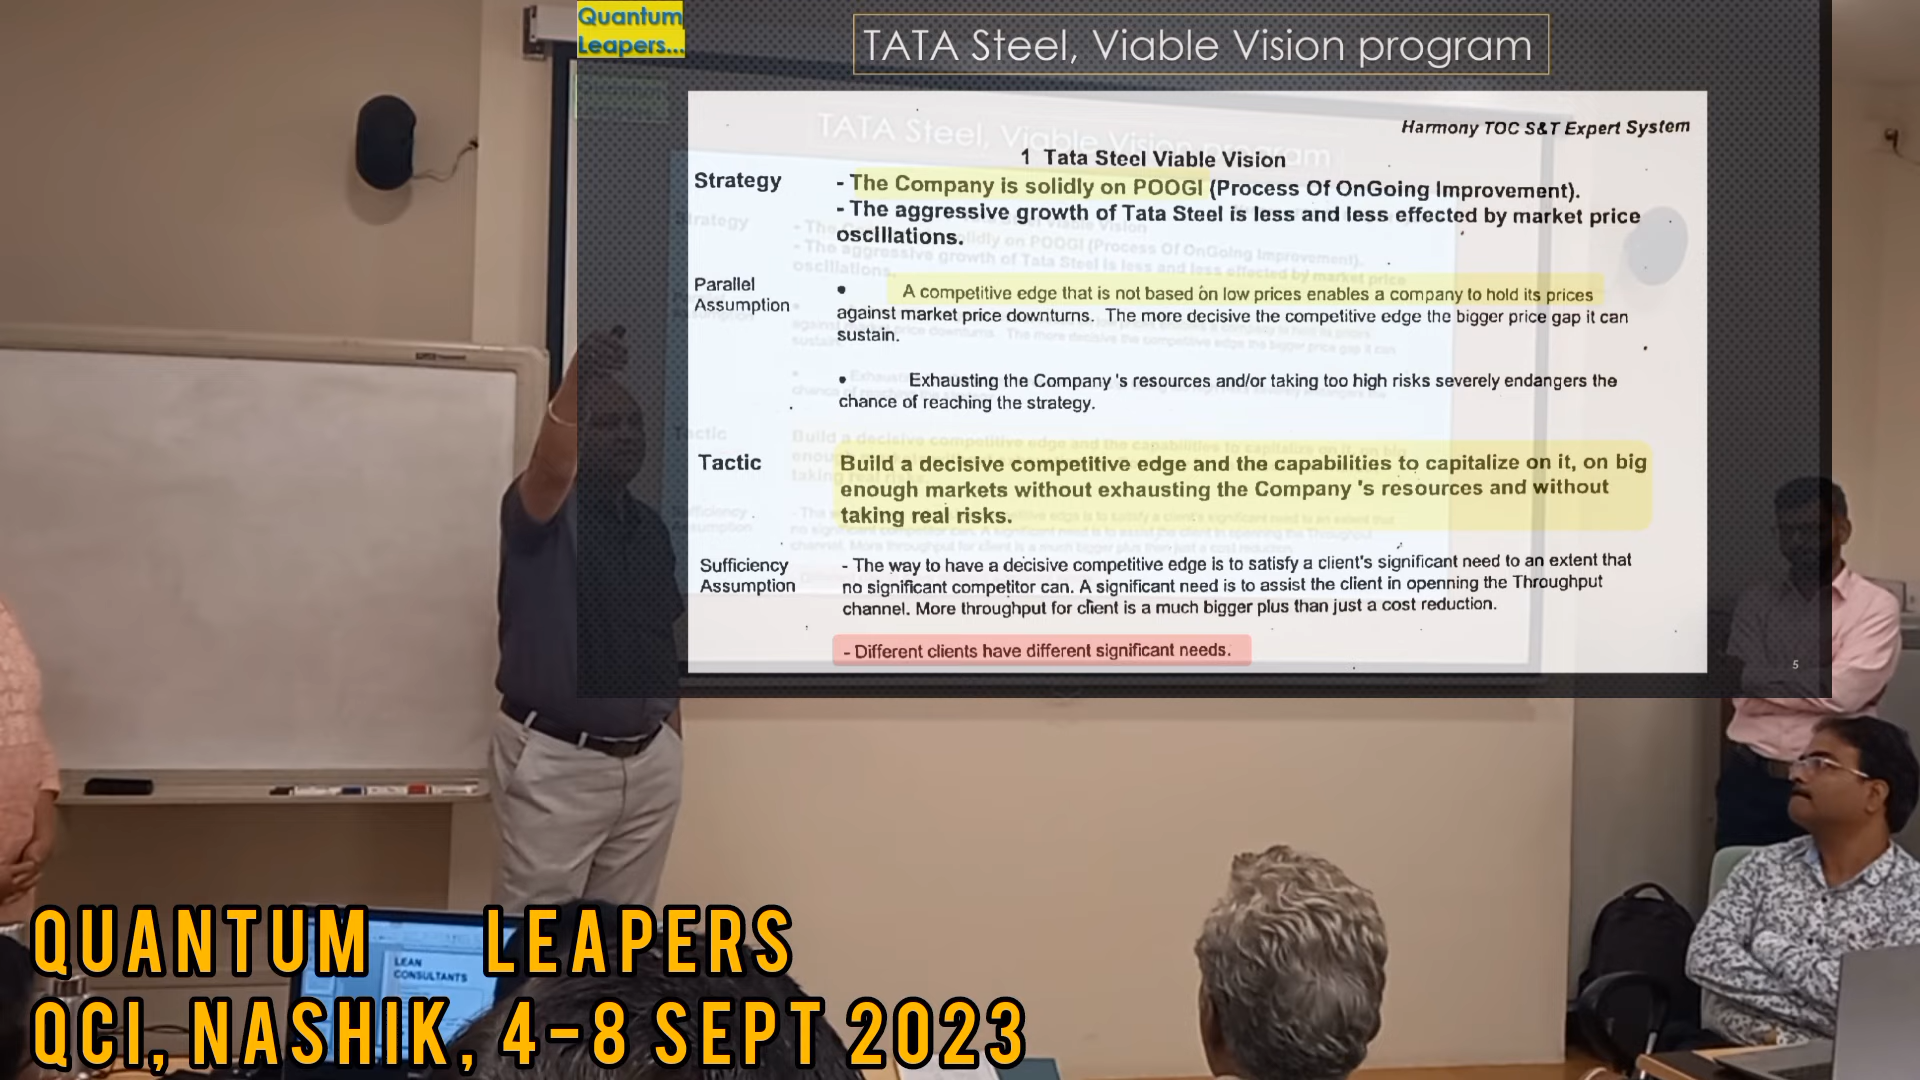 Quantum
Leapers...
TATA Steel, Viable Vision program
Harmony TOC S&T Expert System
1 Tata Steel Viable Vision
Strategy
- The Company is solidly on POOGI (Process Of OnGoing Improvement).
- The aggressive growth of Tata Steel is less and less effected by market price
oscillations.
Parallel
Assumption
• A competitive edge that is not based on low prices enables a company to hold its prices
against market price downturns. The more decisive the competitive edge the bigger price gap it can
sustain.
• Exhausting the Company 's resources and/or taking too high risks severely endangers the
chance of reaching the strategy.
Tactic
Build a decisive competitive edge and the capabilities to capitalize on it, on big
enough markets without exhausting the Company 's resources and without
taking real risks.
Sufficiency
Assumption
- The way to have a decisive competitive edge is to satisfy a client's significant need to an extent that
no significant competitor can. A significant need is to assist the client in openning the Throughput
channel. More throughput for client is a much bigger plus than just a cost reduction.
- Different clients have different significant needs.
5
LEAN
CONSULTANTS
QUANTUM LEAPERS
QCI, NASHIK, 4-8 SEPT 2023